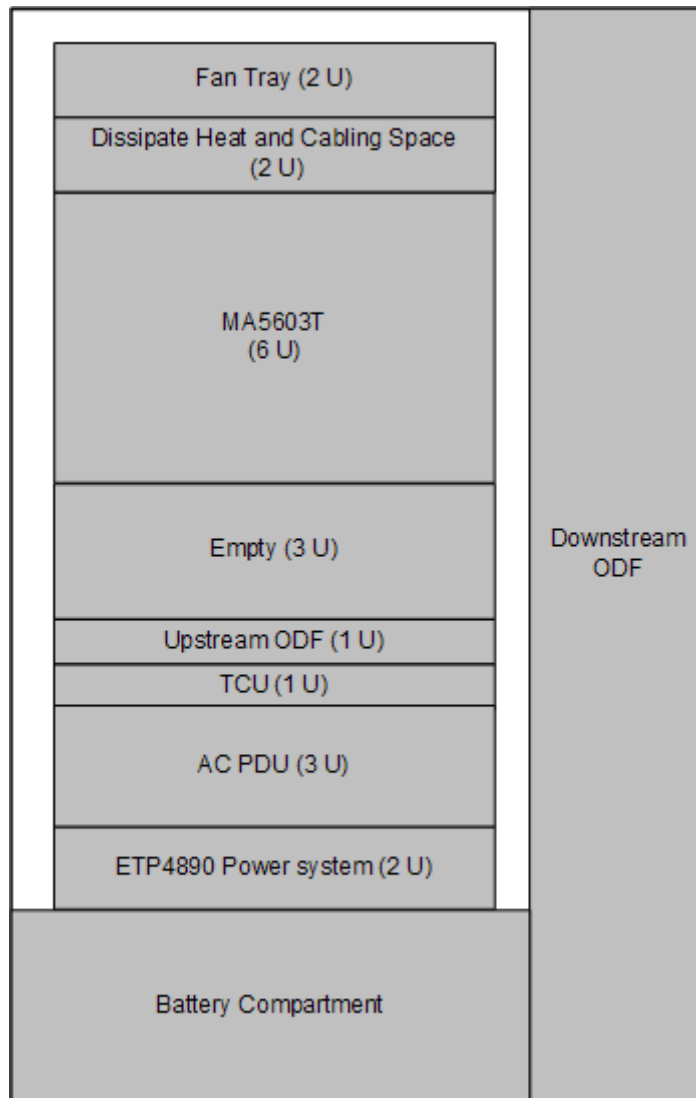 Fan Tray (2 U)
Dissipate Heat and Cabling Space
(2 U)
MA5603T
(6 U)
Empty (3 U)
Downstream
ODF
Upstream ODF (1 U)
TCU (1 U)
AC PDU (3 U)
ETP4890 Power system (2 U)
Battery Compartment